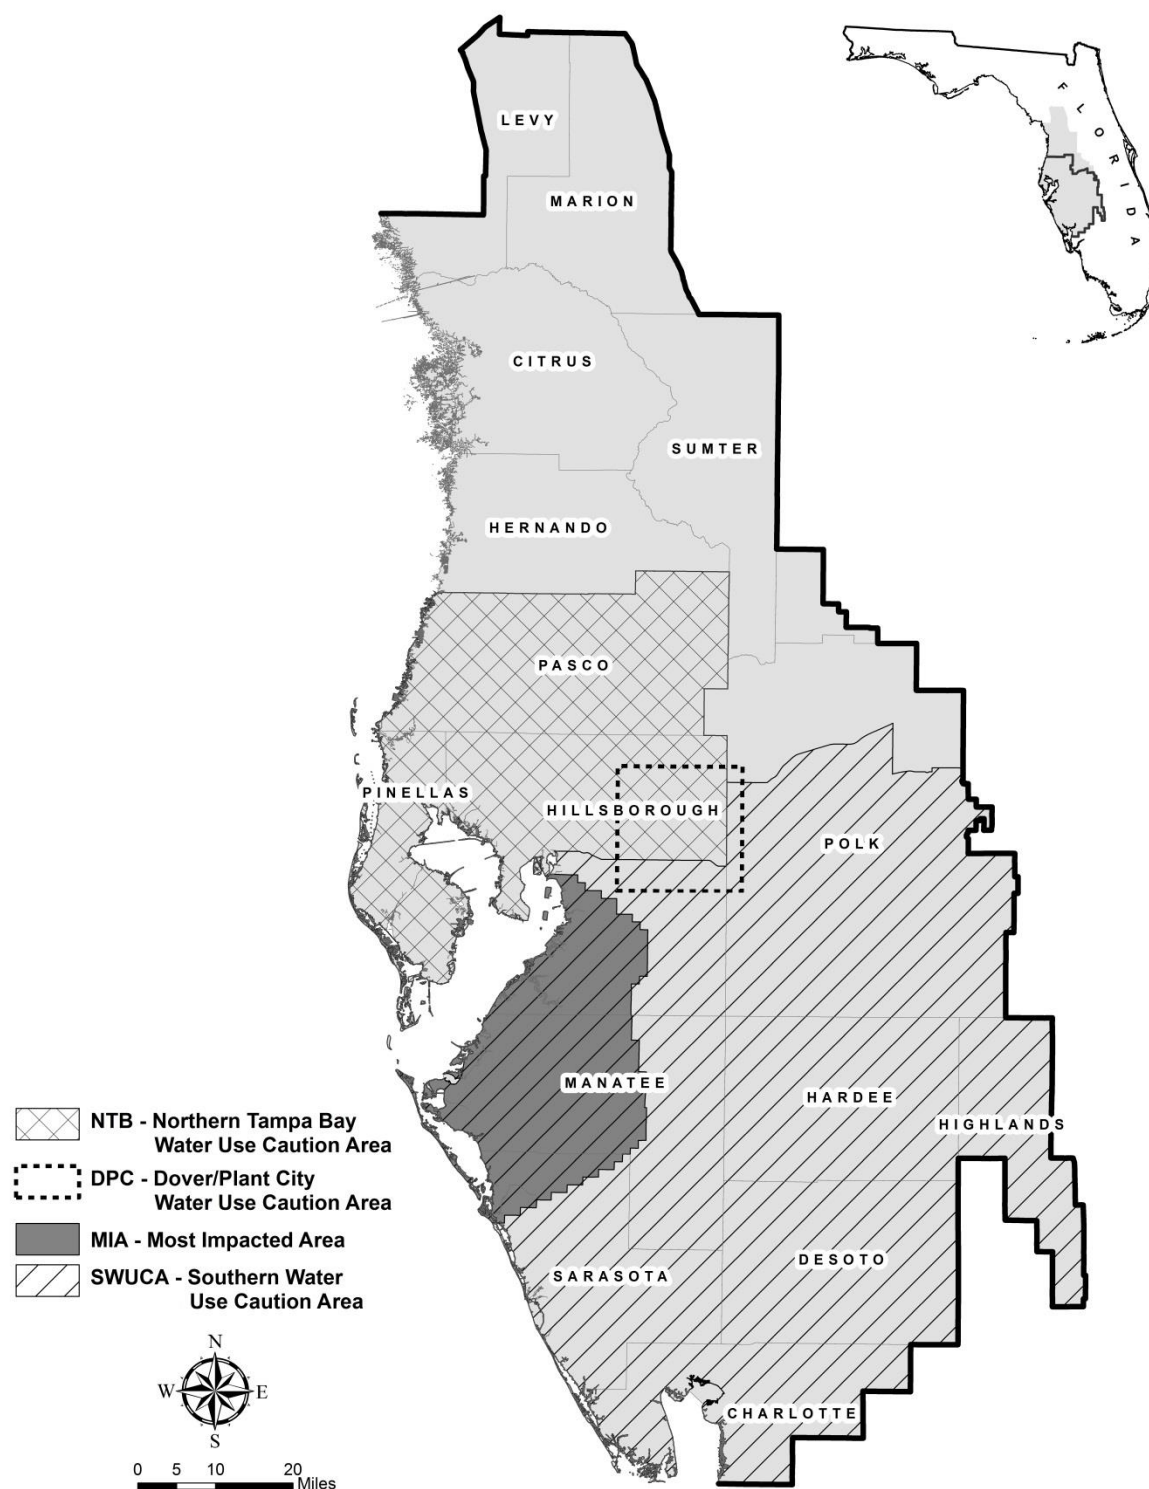 LEVY
FLORIDA
MARION
CITRUS
SUMTER
HERNANDO
PASCO
PINELLAS
HILLSBOROUGH
POLK
MANATEE
HARDEE
HIGHLANDS
SARASOTA
DESOTO
CHARLOTTE
NTB - Northern Tampa Bay
Water Use Caution Area
DPC - Dover/Plant City
Water Use Caution Area
MIA - Most Impacted Area
SWUCA - Southern Water
Use Caution Area
N
W E
S
0 5 10 20
Miles